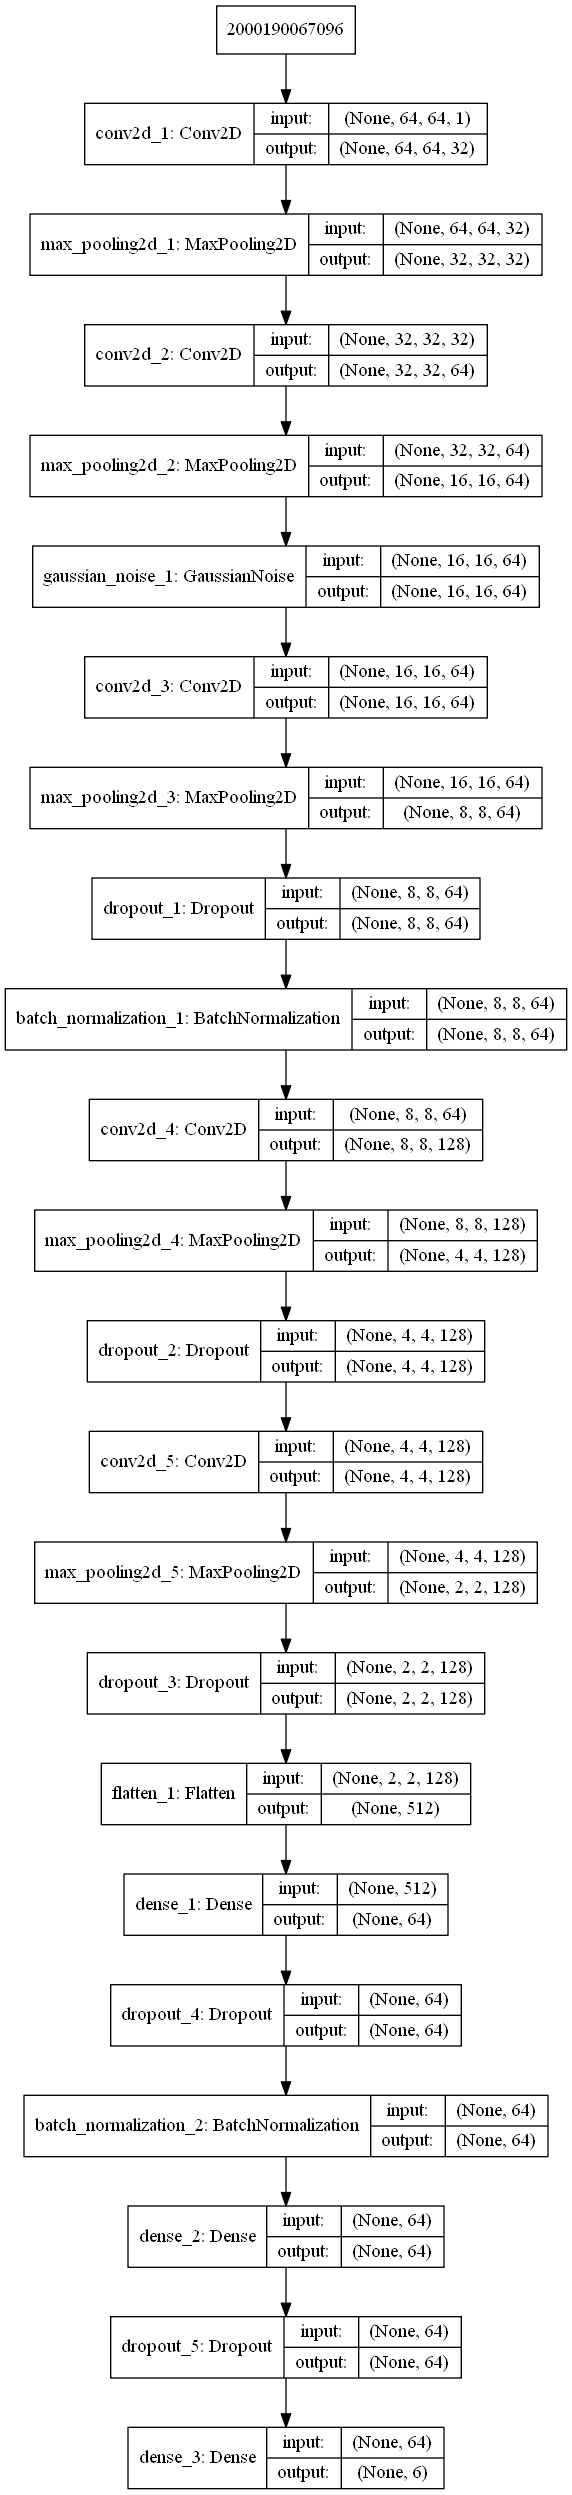 2000190067096
conv2d_1: Conv2D
input: (None, 64, 64, 1)
output: (None, 64, 64, 32)
max_pooling2d_1: MaxPooling2D
input: (None, 64, 64, 32)
output: (None, 32, 32, 32)
conv2d_2: Conv2D
input: (None, 32, 32, 32)
output: (None, 32, 32, 64)
max_pooling2d_2: MaxPooling2D
input: (None, 32, 32, 64)
output: (None, 16, 16, 64)
gaussian_noise_1: GaussianNoise
input: (None, 16, 16, 64)
output: (None, 16, 16, 64)
conv2d_3: Conv2D
input: (None, 16, 16, 64)
output: (None, 16, 16, 64)
max_pooling2d_3: MaxPooling2D
input: (None, 16, 16, 64)
output: (None, 8, 8, 64)
dropout_1: Dropout
input: (None, 8, 8, 64)
output: (None, 8, 8, 64)
batch_normalization_1: BatchNormalization
input: (None, 8, 8, 64)
output: (None, 8, 8, 64)
conv2d_4: Conv2D
input: (None, 8, 8, 64)
output: (None, 8, 8, 128)
max_pooling2d_4: MaxPooling2D
input: (None, 8, 8, 128)
output: (None, 4, 4, 128)
dropout_2: Dropout
input: (None, 4, 4, 128)
output: (None, 4, 4, 128)
conv2d_5: Conv2D
input: (None, 4, 4, 128)
output: (None, 4, 4, 128)
max_pooling2d_5: MaxPooling2D
input: (None, 4, 4, 128)
output: (None, 2, 2, 128)
dropout_3: Dropout
input: (None, 2, 2, 128)
output: (None, 2, 2, 128)
flatten_1: Flatten
input: (None, 2, 2, 128)
output: (None, 512)
dense_1: Dense
input: (None, 512)
output: (None, 64)
dropout_4: Dropout
input: (None, 64)
output: (None, 64)
batch_normalization_2: BatchNormalization
input: (None, 64)
output: (None, 64)
dense_2: Dense
input: (None, 64)
output: (None, 64)
dropout_5: Dropout
input: (None, 64)
output: (None, 64)
dense_3: Dense
input: (None, 64)
output: (None, 6)